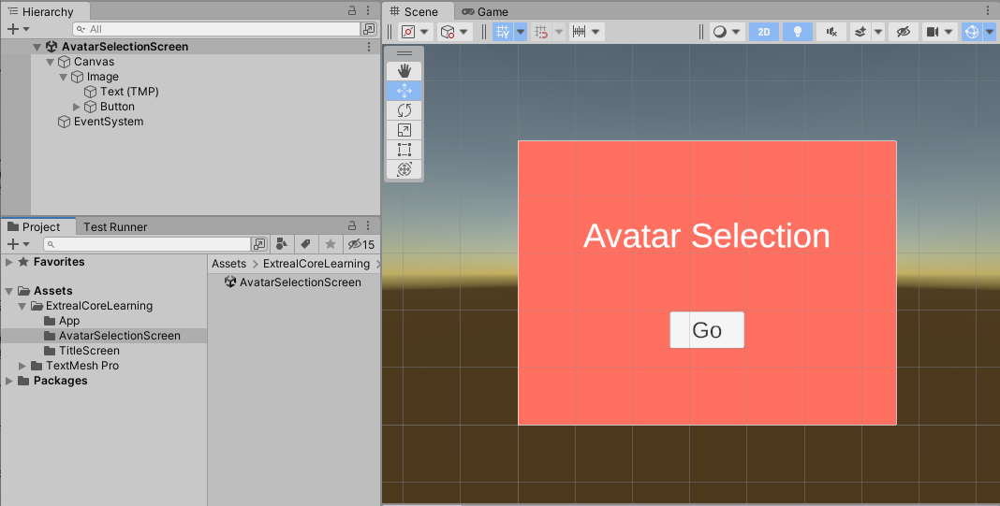 Hierarchy
All
AvatarSelectionScreen
Canvas
Image
Text (TMP)
Button
EventSystem
Project
Test Runner
15
Favorites
Assets
ExtrealCoreLearning
App
AvatarSelectionScreen
TitleScreen
TextMesh Pro
Packages
Assets > ExtrealCoreLearning >
AvatarSelectionScreen
Scene
Game
2D
Avatar Selection
Go